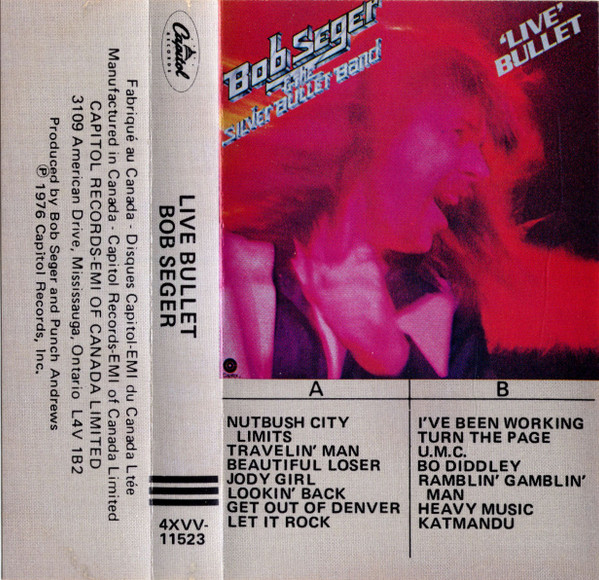 Fabriqué au Canada - Disques Capitol-EMI du Canada Ltée
Manufactured in Canada - Capitol Records-EMI of Canada Limited
CAPITOL RECORDS-EMI OF CANADA LIMITED
3109 American Drive, Mississauga, Ontario L4V 1B2
Produced by Bob Seger and Punch Andrews
℗ 1976 Capitol Records, Inc.
Capitol
RECORDS
LIVE BULLET
BOB SEGER
4XVV-
11523
Bob Seger
& the
Silver Bullet Band
'LIVE'
BULLET
A
NUTBUSH CITY
LIMITS
TRAVELIN' MAN
BEAUTIFUL LOSER
JODY GIRL
LOOKIN' BACK
GET OUT OF DENVER
LET IT ROCK
B
I'VE BEEN WORKING
TURN THE PAGE
U.M.C.
BO DIDDLEY
RAMBLIN' GAMBLIN'
MAN
HEAVY MUSIC
KATMANDU